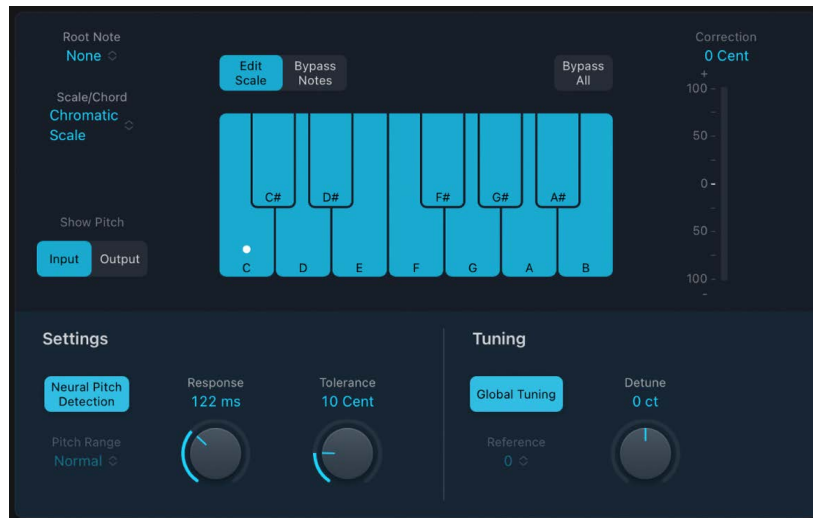 Root Note
None
Scale/Chord
Chromatic
Scale
Show Pitch
Input
Output
Edit
Scale
Bypass
Notes
Bypass
All
C#
D#
F#
G#
A#
C
D
E
F
G
A
B
Correction
0 Cent
+
100 -
-
50 -
-
0 -
-
50 -
-
100 -
-
Settings
Neural Pitch
Detection
Pitch Range
Normal
Response
122 ms
Tolerance
10 Cent
Tuning
Global Tuning
Reference
0
Detune
0 ct